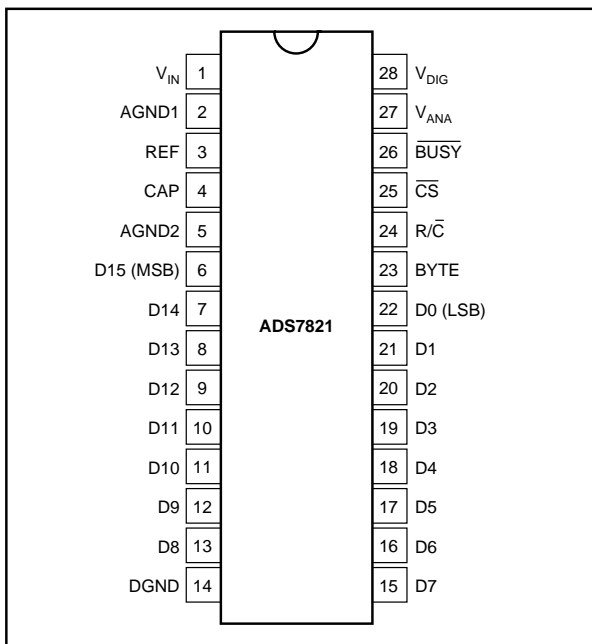 V_IN 1 28 V_DIG
AGND1 2 27 V_ANA
REF 3 26 B̅U̅S̅Y̅
CAP 4 25 C̅S̅
AGND2 5 24 R/C̅
D15 (MSB) 6 23 BYTE
D14 7 22 D0 (LSB)
ADS7821
D13 8 21 D1
D12 9 20 D2
D11 10 19 D3
D10 11 18 D4
D9 12 17 D5
D8 13 16 D6
DGND 14 15 D7